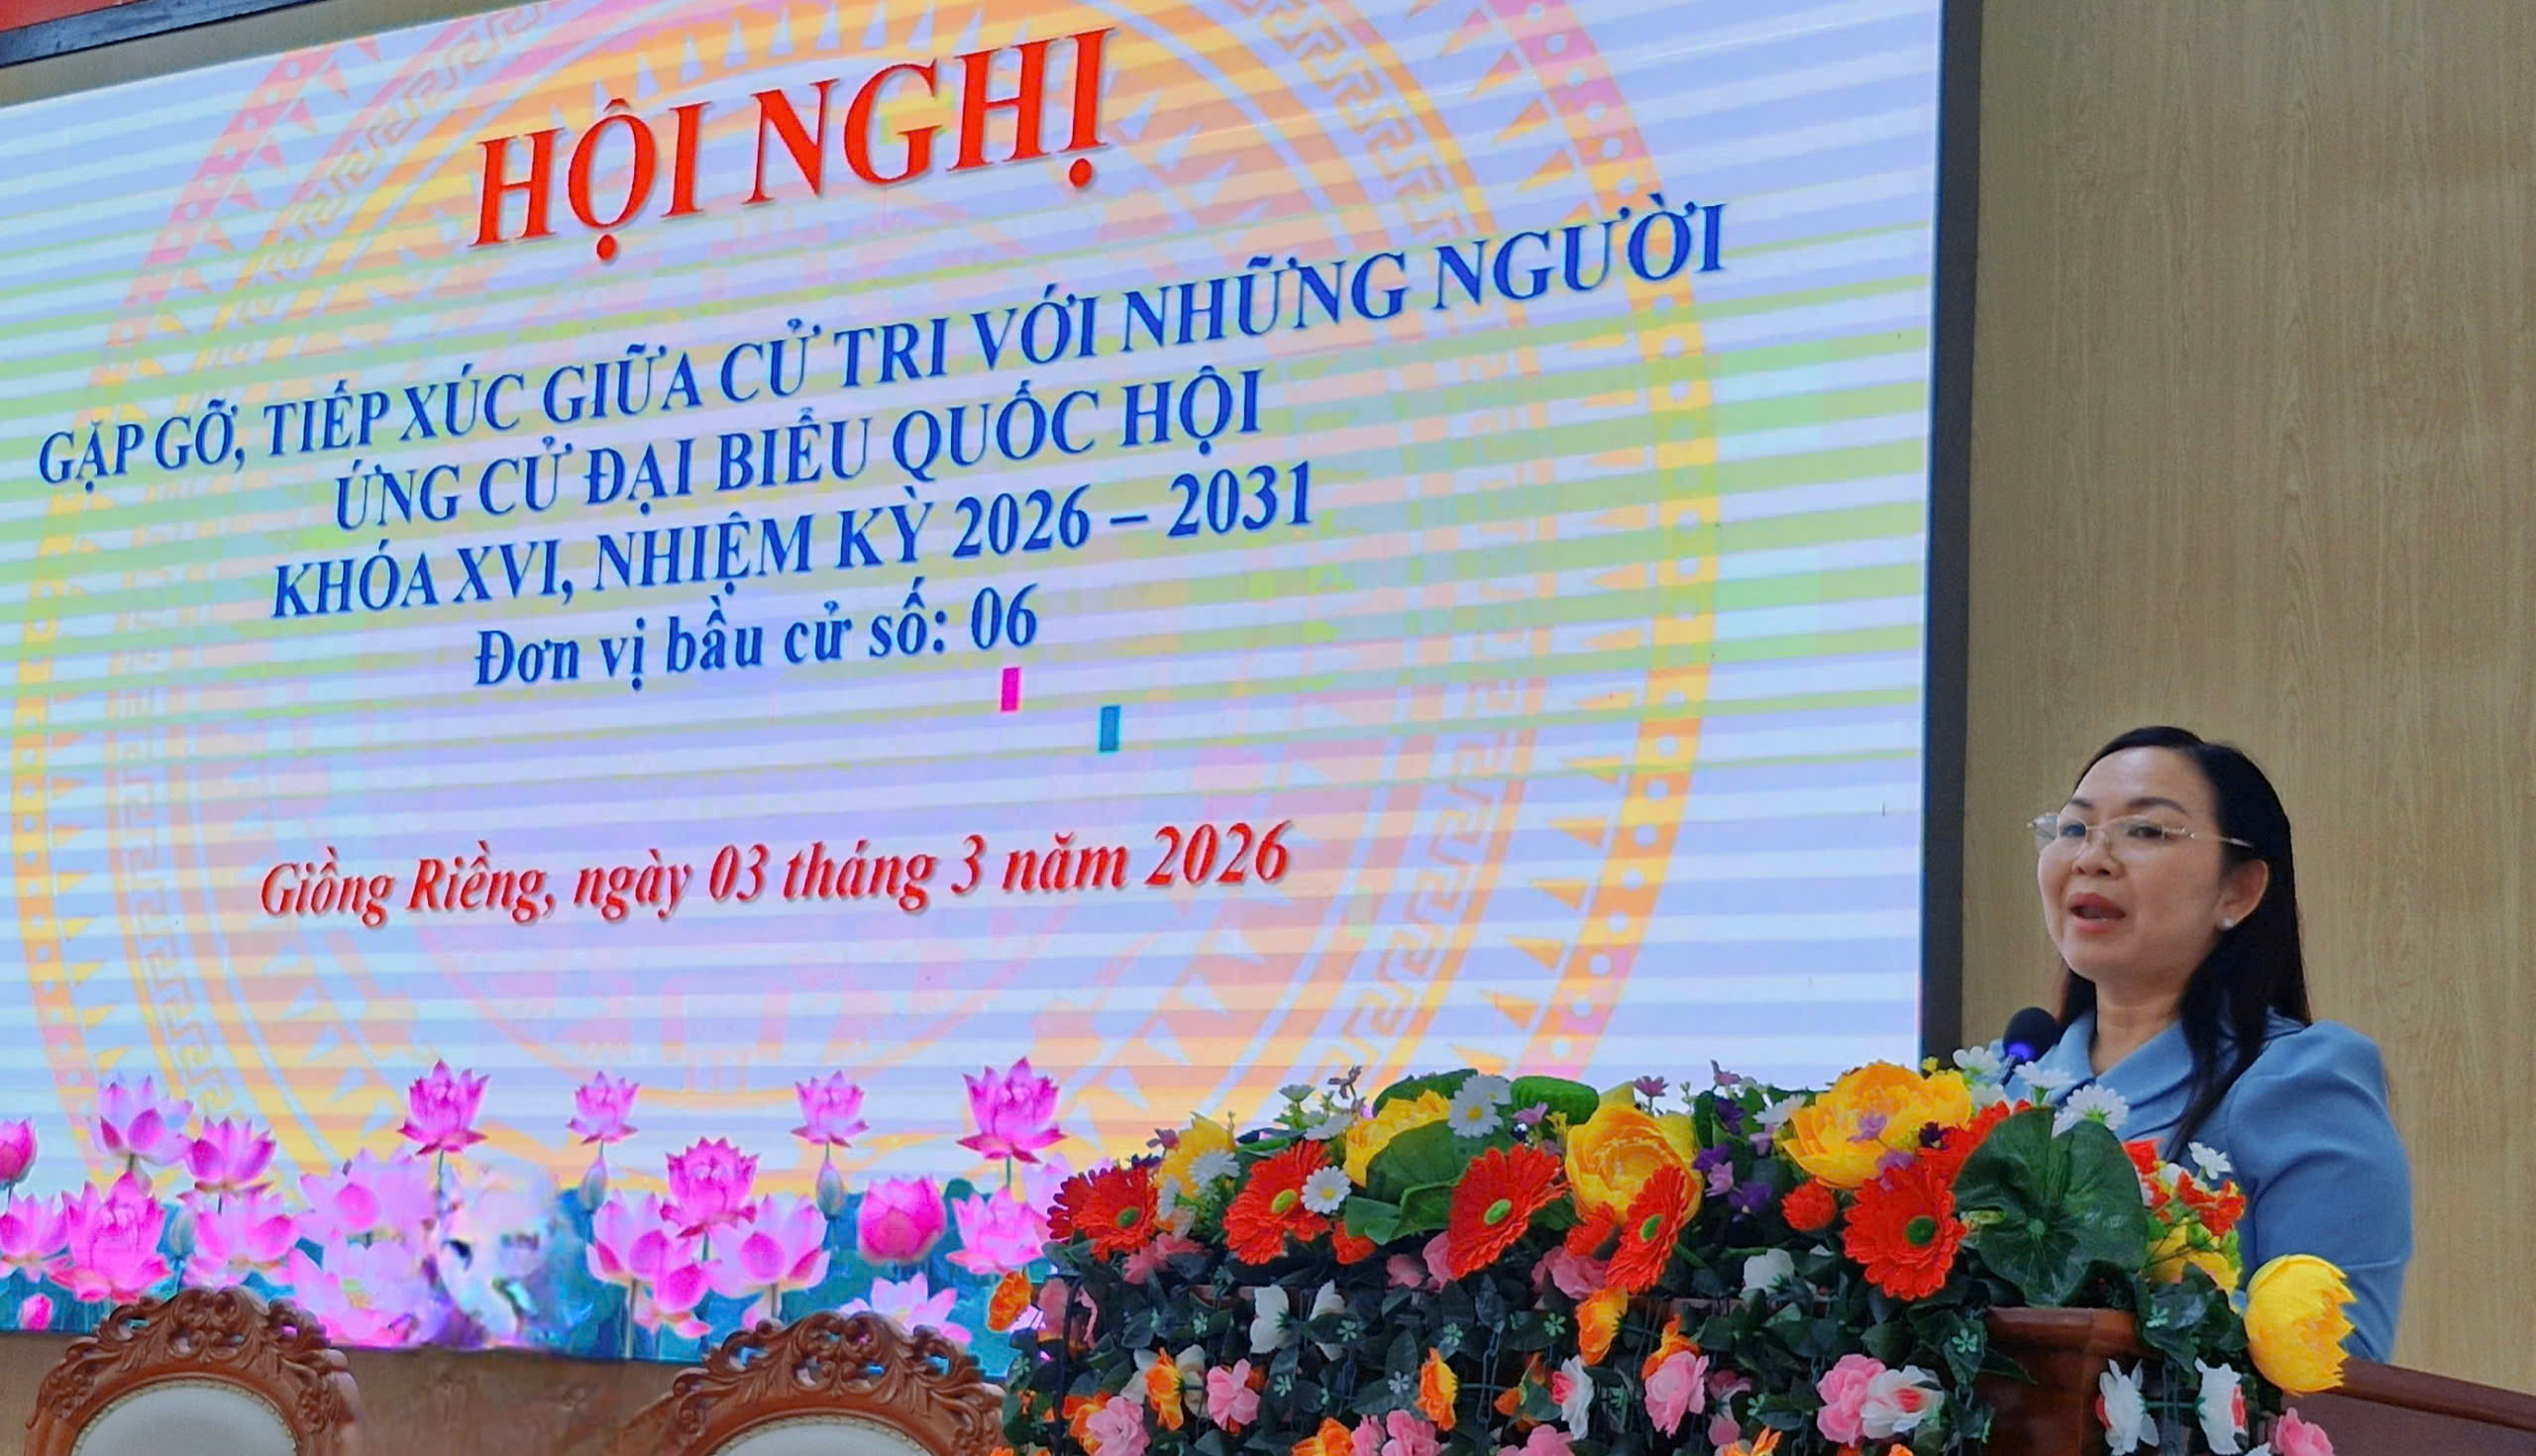 HỘI NGHỊ
GẶP GỠ, TIẾP XÚC GIỮA CỬ TRI VỚI NHỮNG NGƯỜI
ỨNG CỬ ĐẠI BIỂU QUỐC HỘI
KHÓA XVI, NHIỆM KỲ 2026 – 2031
Đơn vị bầu cử số: 06
Giồng Riềng, ngày 03 tháng 3 năm 2026